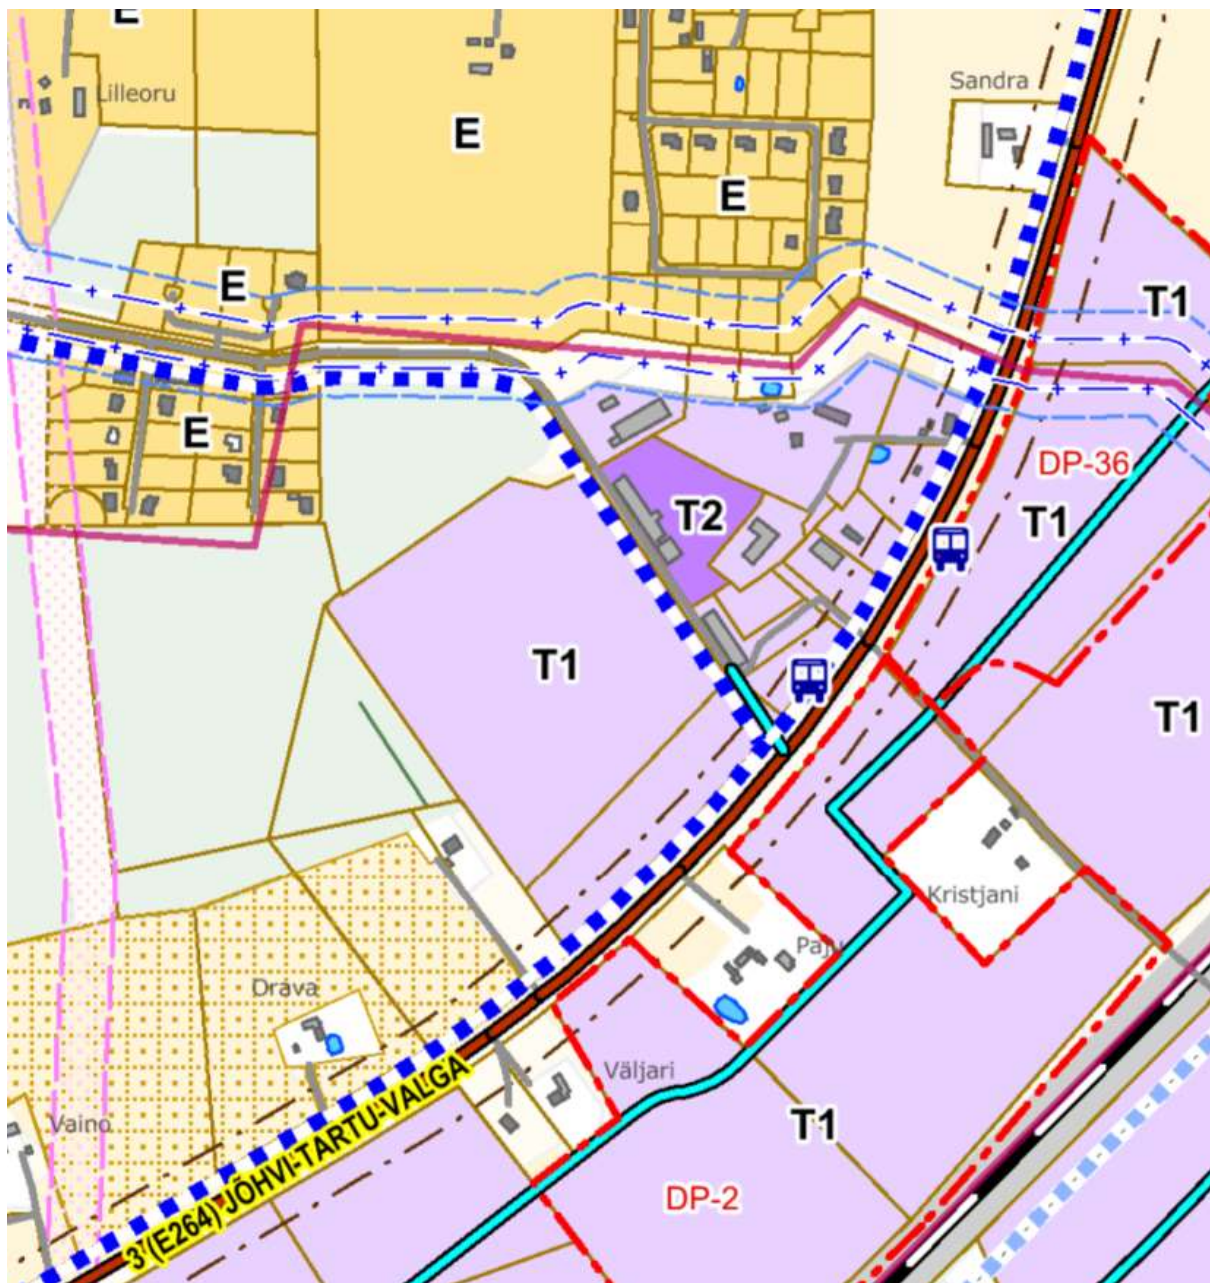 E
Lilleoru
E
Sandra
E
E
T1
E
DP-36
T2
T1
T1
T1
Kristjani
Paju
Drava
Väljari
Vaino
T1
3 (E264) JÕHVI-TARTU-VALGA
DP-2